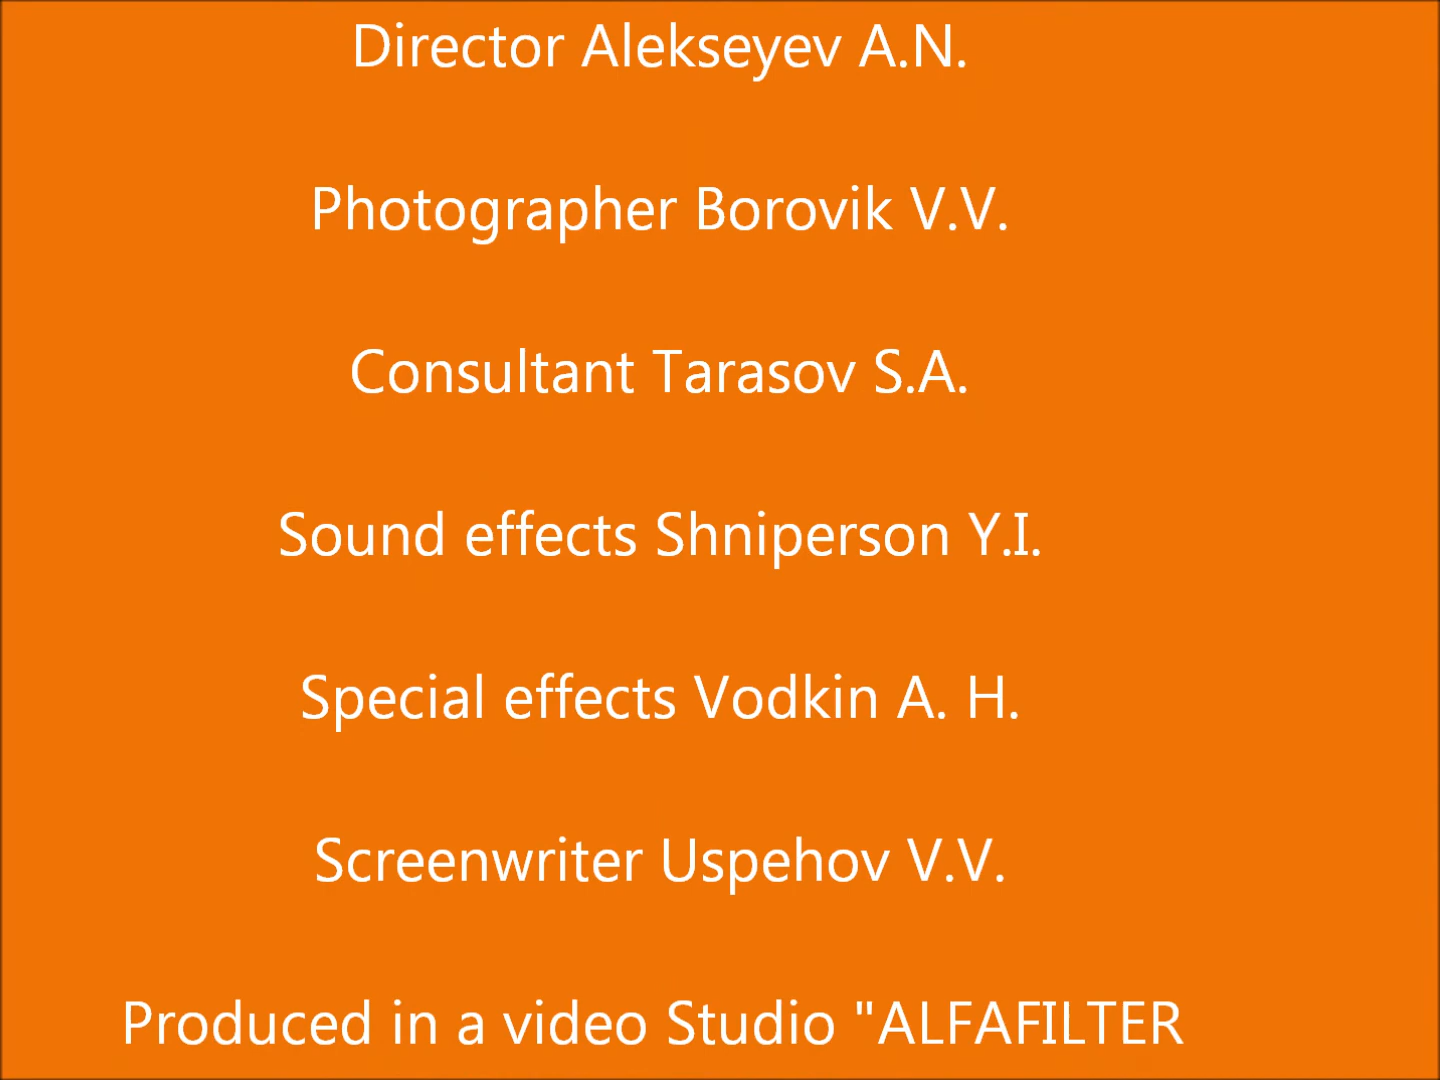 Director Alekseyev A.N.
Photographer Borovik V.V.
Consultant Tarasov S.A.
Sound effects Shniperson Y.I.
Special effects Vodkin A. H.
Screenwriter Uspehov V.V.
Produced in a video Studio "ALFAFILTER